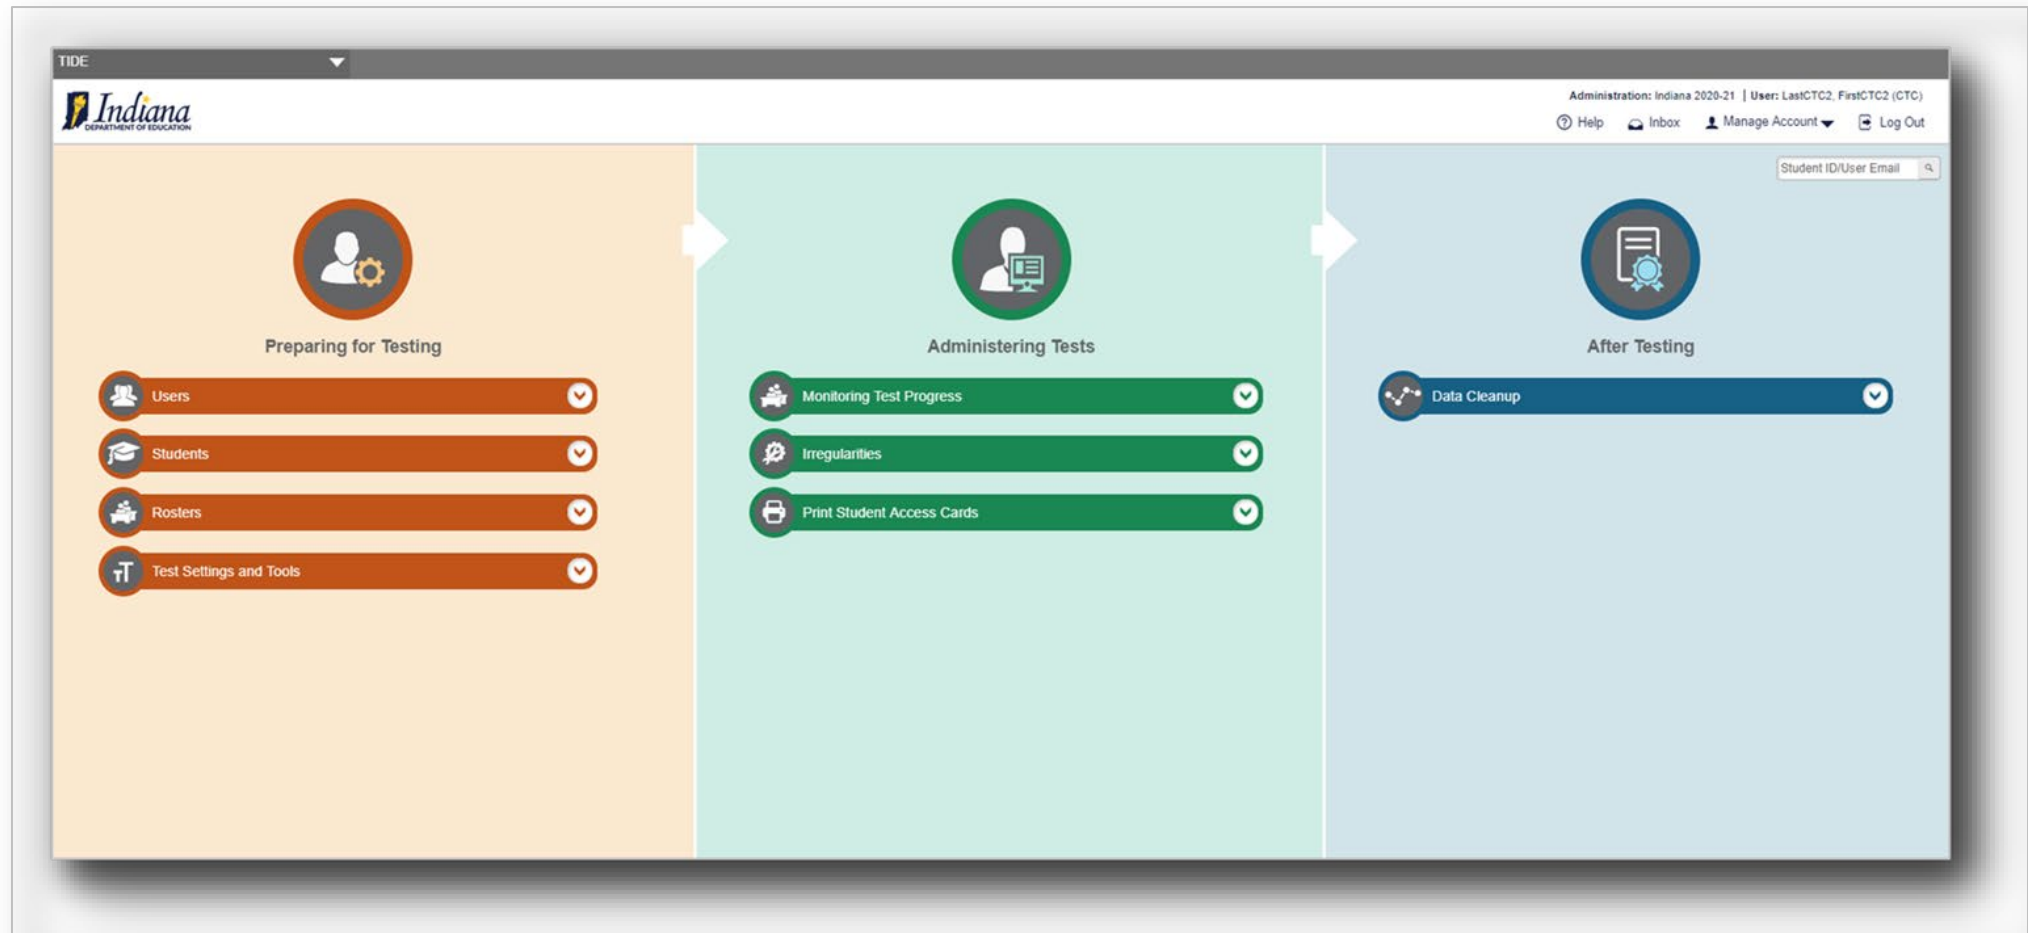 TIDE
Indiana
DEPARTMENT OF EDUCATION
Administration: Indiana 2020-21 | User: LastCTC2, FirstCTC2 (CTC)
Help Inbox Manage Account Log Out
Student ID/User Email
Preparing for Testing
Users
Students
Rosters
Test Settings and Tools
Administering Tests
Monitoring Test Progress
Irregularities
Print Student Access Cards
After Testing
Data Cleanup